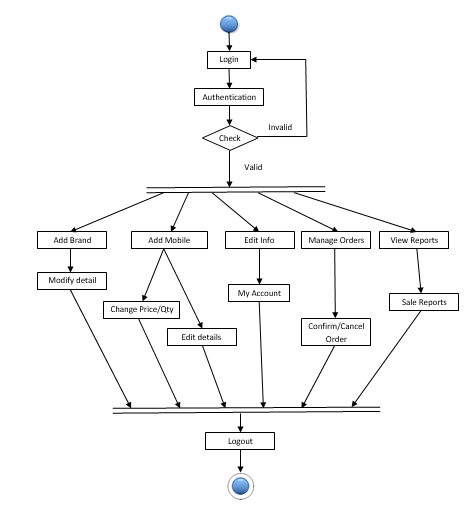 Login
Authentication
Invalid
Check
Valid
Add Brand
Add Mobile
Edit Info
Manage Orders
View Reports
Modify detail
My Account
Sale Reports
Change Price/Qty
Confirm/Cancel
Order
Edit details
Logout